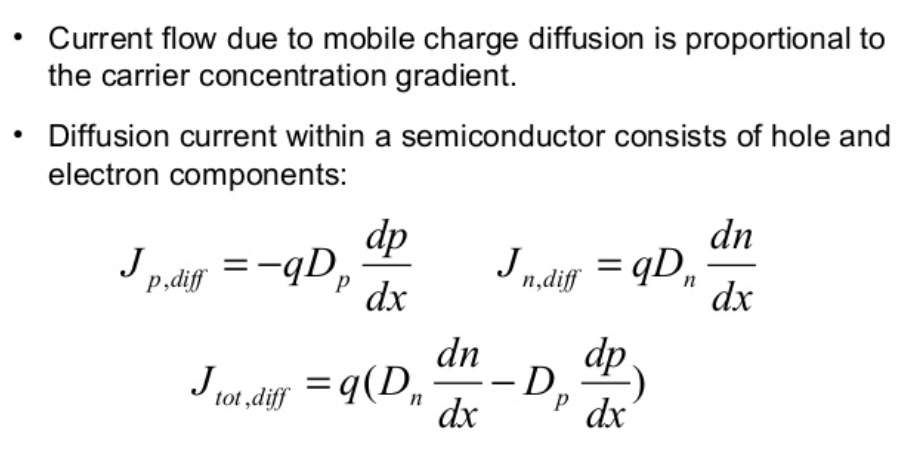 • Current flow due to mobile charge diffusion is proportional to
the carrier concentration gradient.
• Diffusion current within a semiconductor consists of hole and
electron components:
J_{p,diff} = -qD_p \frac{dp}{dx}    J_{n,diff} = qD_n \frac{dn}{dx}
J_{tot,diff} = q(D_n \frac{dn}{dx} - D_p \frac{dp}{dx})